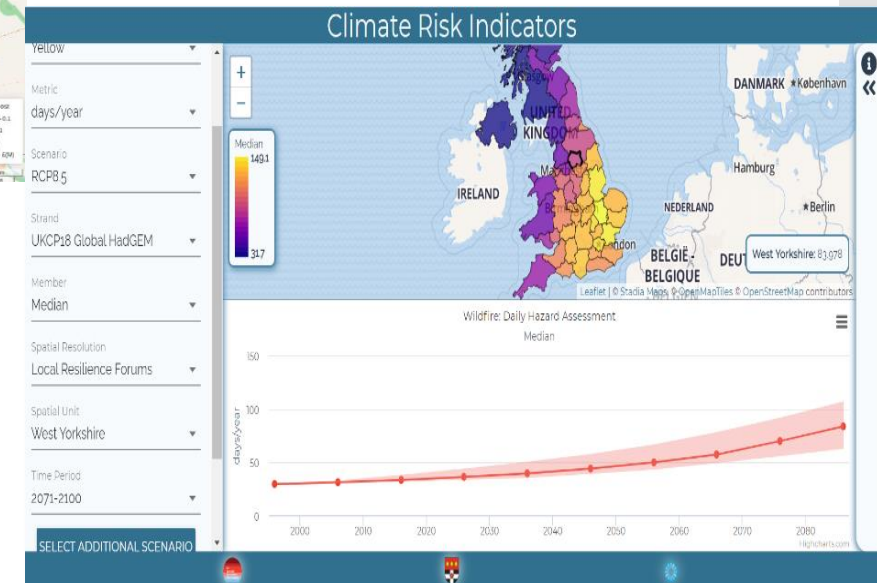 Climate Risk Indicators
Yellow
Metric
days/year
Scenario
RCP8.5
Strand
UKCP18 Global HadGEM
Member
Median
Spatial Resolution
Local Resilience Forums
Spatial Unit
West Yorkshire
Time Period
2071-2100
SELECT ADDITIONAL SCENARIO
+
−
Median
149.1
31.7
Glasgow
UNITED
KINGDOM
IRELAND
DANMARK
København
Hamburg
NEDERLAND
Berlin
BELGIË -
BELGIQUE
West Yorkshire: 83.978
Leaflet | © Stadia Maps, © OpenMapTiles © OpenStreetMap contributors
Wildfire: Daily Hazard Assessment
Median
days/year
150
100
50
0
2000 2010 2020 2030 2040 2050 2060 2070 2080
Highcharts.com